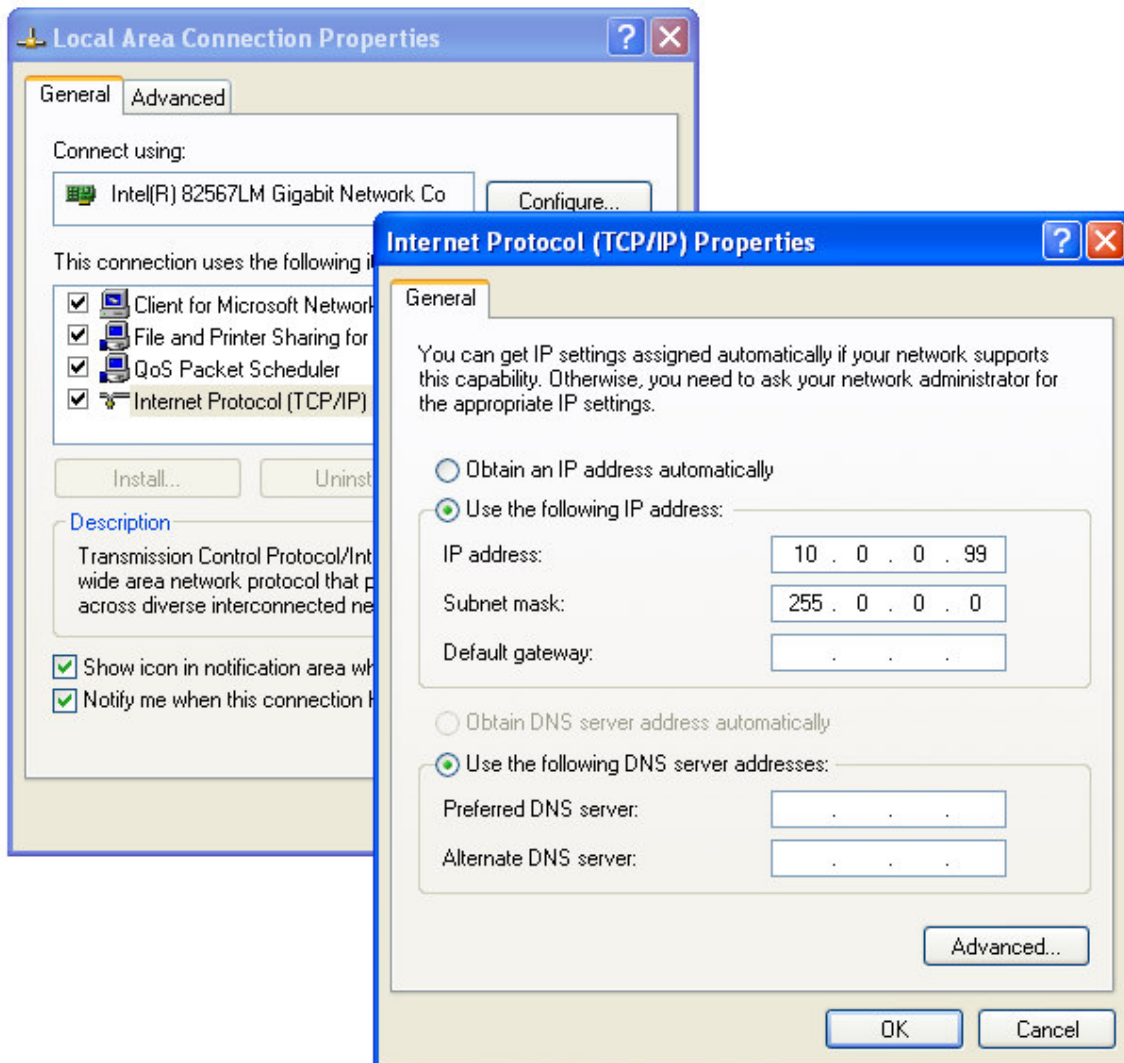 Local Area Connection Properties
General
Advanced
Connect using:
Intel(R) 82567LM Gigabit Network Co
Configure...
This connection uses the following
Client for Microsoft Network
File and Printer Sharing for
QoS Packet Scheduler
Internet Protocol (TCP/IP)
Install...
Description
Transmission Control Protocol/Int
wide area network protocol that p
across diverse interconnected ne
Show icon in notification area wh
Notify me when this connection
Internet Protocol (TCP/IP) Properties
General
You can get IP settings assigned automatically if your network supports
this capability. Otherwise, you need to ask your network administrator for
the appropriate IP settings.
Obtain an IP address automatically
Use the following IP address:
IP address:
10 . 0 . 0 . 99
Subnet mask:
255 . 0 . 0 . 0
Default gateway:
. . .
Obtain DNS server address automatically
Use the following DNS server addresses:
Preferred DNS server:
. . .
Alternate DNS server:
. . .
Advanced...
OK
Cancel